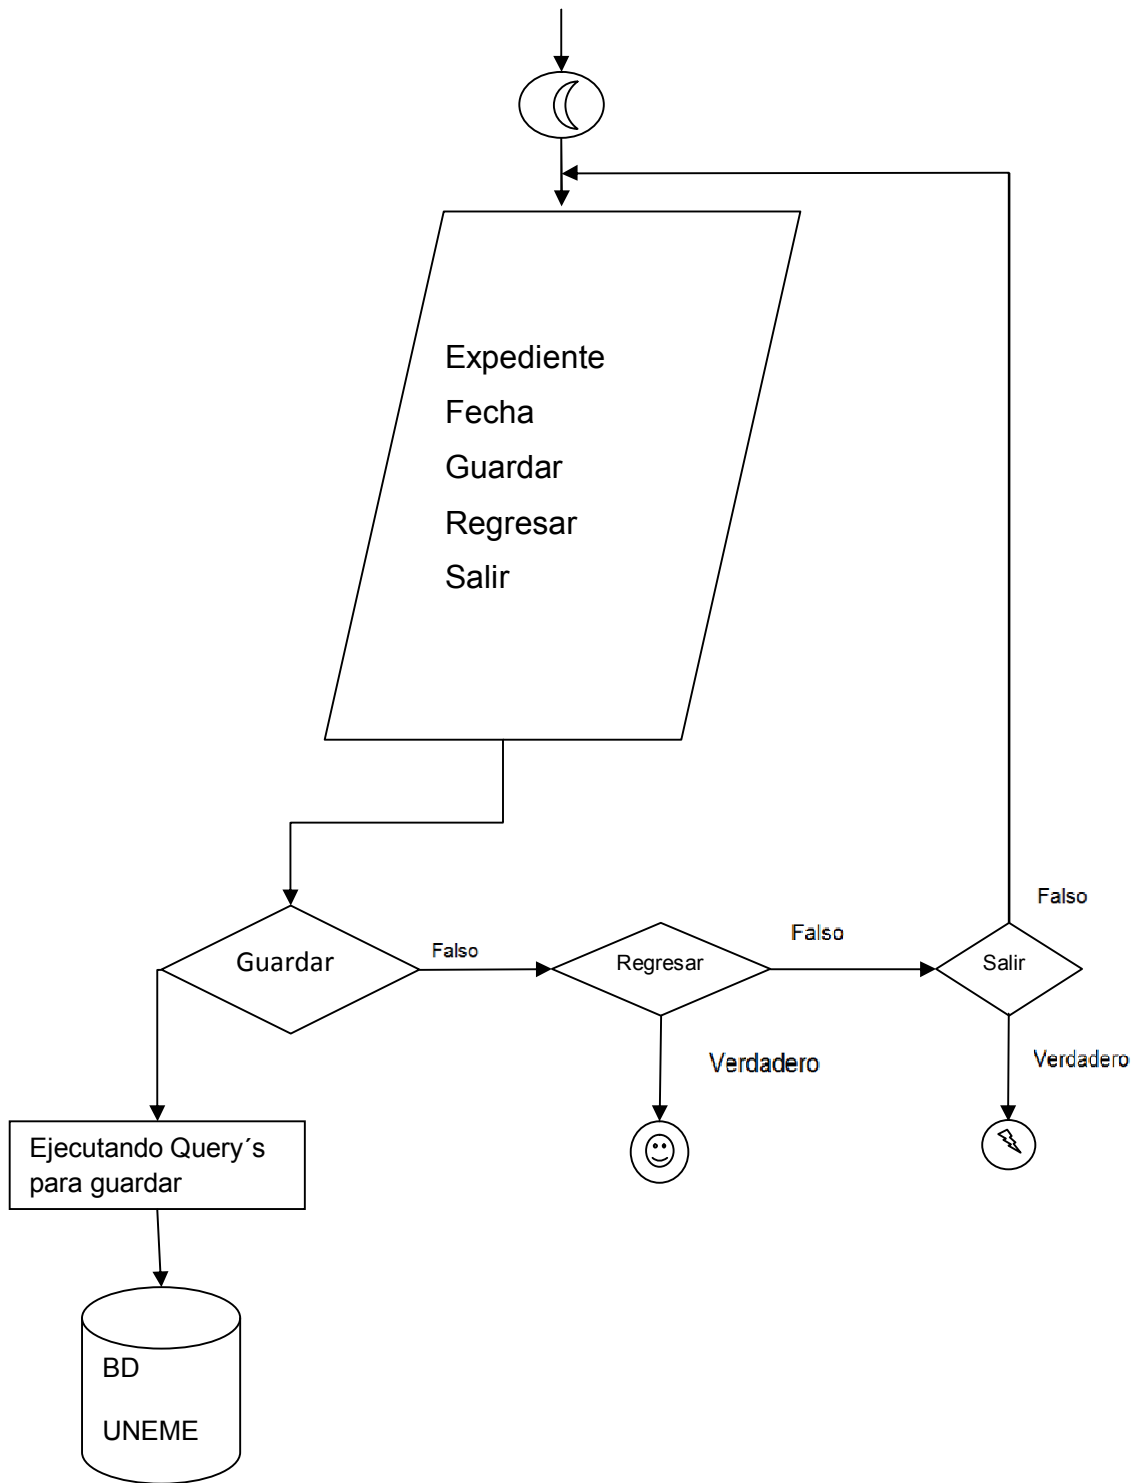 Expediente
Fecha
Guardar
Regresar
Salir
Falso
Guardar
Falso
Regresar
Falso
Salir
Verdadero
Verdadero
Ejecutando Query´s
para guardar
BD
UNEME